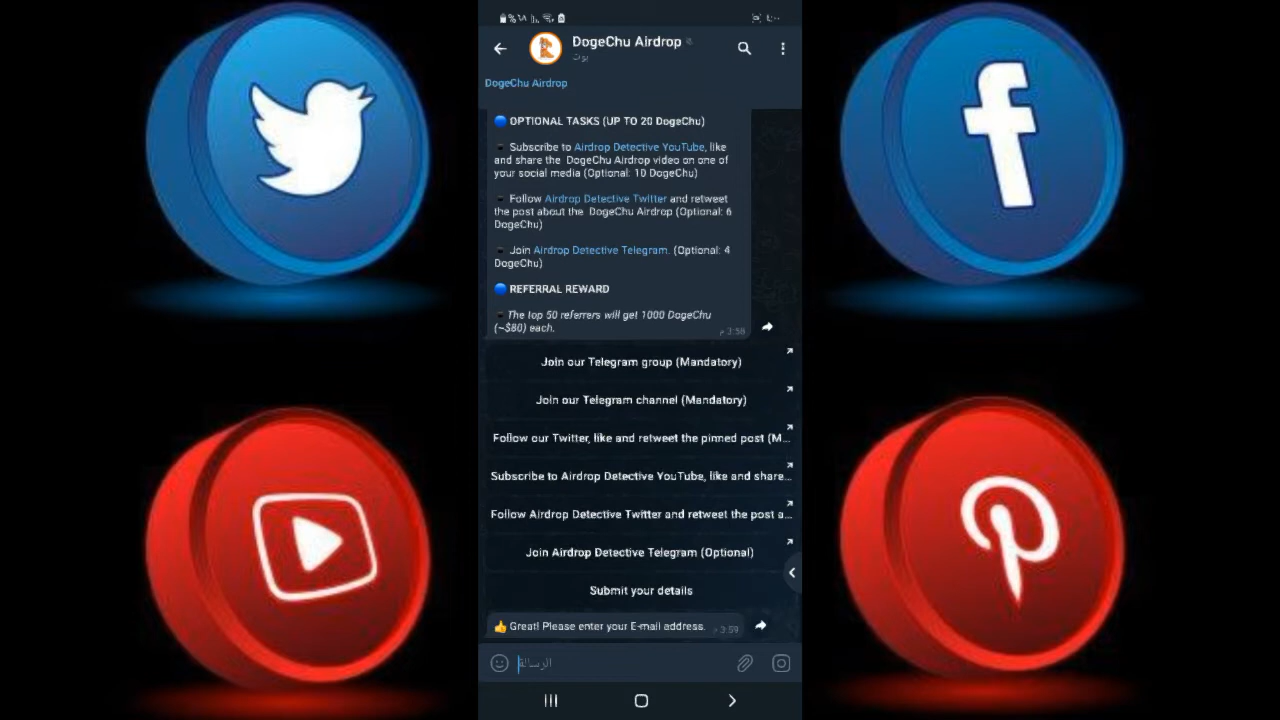 DogeChu Airdrop
بوت
DogeChu Airdrop
OPTIONAL TASKS (UP TO 20 DogeChu)
Subscribe to Airdrop Detective YouTube, like
and share the DogeChu Airdrop video on one of
your social media (Optional: 10 DogeChu)
Follow Airdrop Detective Twitter and retweet
the post about the DogeChu Airdrop (Optional: 6
DogeChu)
Join Airdrop Detective Telegram. (Optional: 4
DogeChu)
REFERRAL REWARD
The top 50 referrers will get 1000 DogeChu
(~$80) each.
3:58 م
Join our Telegram group (Mandatory)
Join our Telegram channel (Mandatory)
Follow our Twitter, like and retweet the pinned post (M...
Subscribe to Airdrop Detective YouTube, like and share...
Follow Airdrop Detective Twitter and retweet the post a...
Join Airdrop Detective Telegram (Optional)
Submit your details
👍 Great! Please enter your E-mail address.
3:59 م
الرسالة